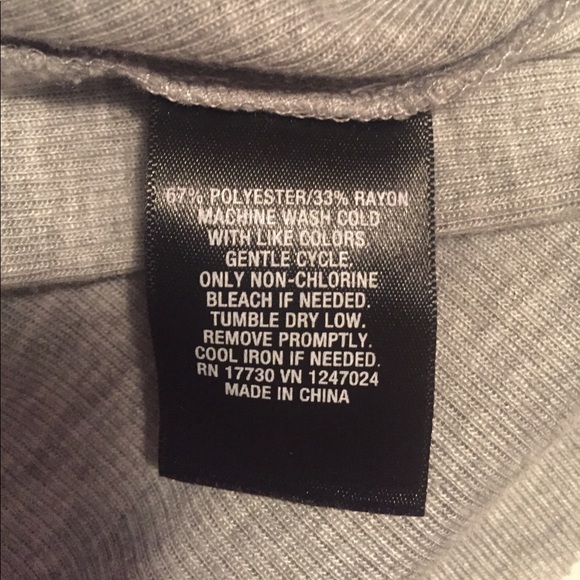 67% POLYESTER/33% RAYON
MACHINE WASH COLD
WITH LIKE COLORS
GENTLE CYCLE.
ONLY NON-CHLORINE
BLEACH IF NEEDED.
TUMBLE DRY LOW.
REMOVE PROMPTLY.
COOL IRON IF NEEDED.
RN 17730 VN 1247024
MADE IN CHINA